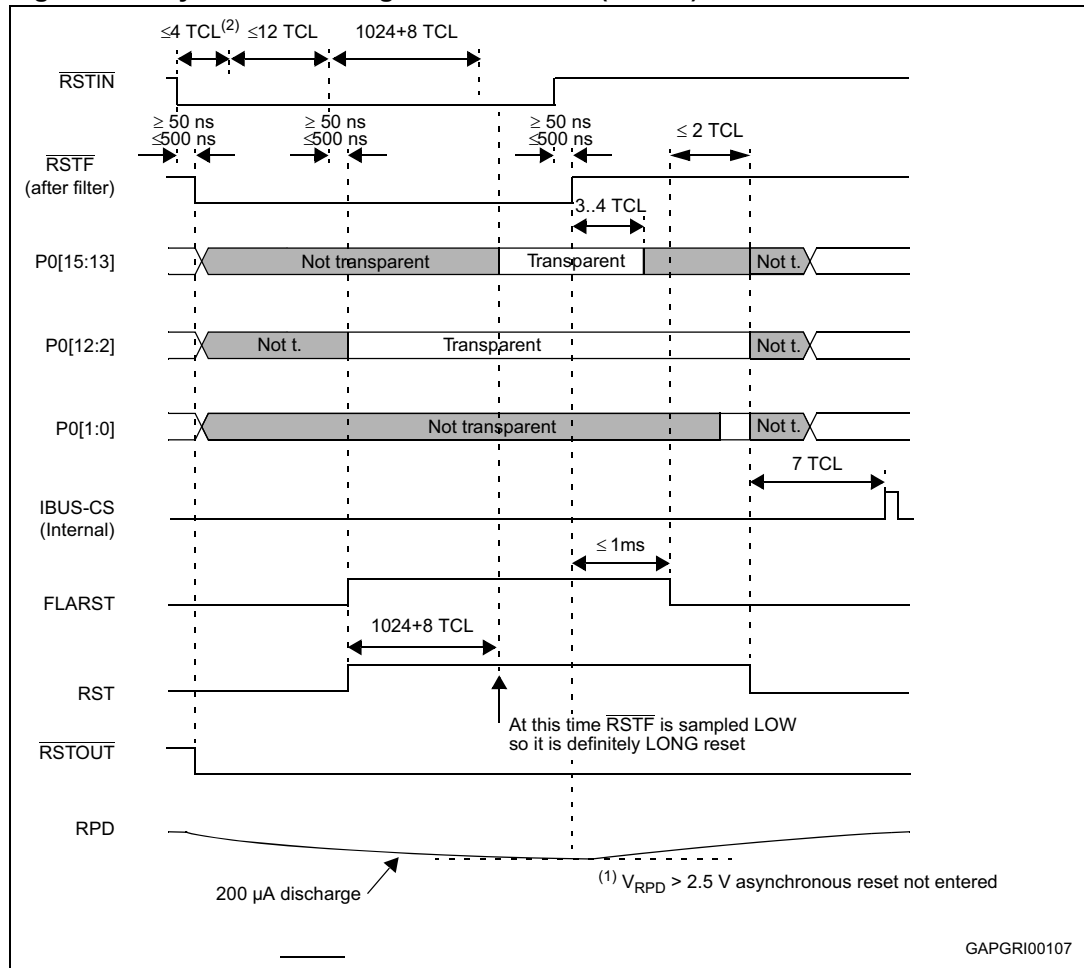 ≤4 TCL(2) ≤12 TCL 1024+8 TCL
RSTIN
≥ 50 ns ≥ 50 ns ≥ 50 ns
≤500 ns ≤500 ns ≤500 ns
≤ 2 TCL
RSTF
(after filter)
3..4 TCL
P0[15:13] Not transparent Transparent Not t.
P0[12:2] Not t. Transparent Not t.
P0[1:0] Not transparent Not t.
7 TCL
IBUS-CS
(Internal)
≤ 1ms
FLARST
1024+8 TCL
RST
At this time RSTF is sampled LOW
so it is definitely LONG reset
RSTOUT
RPD
200 μA discharge
(1) VRPD > 2.5 V asynchronous reset not entered
GAPGRI00107